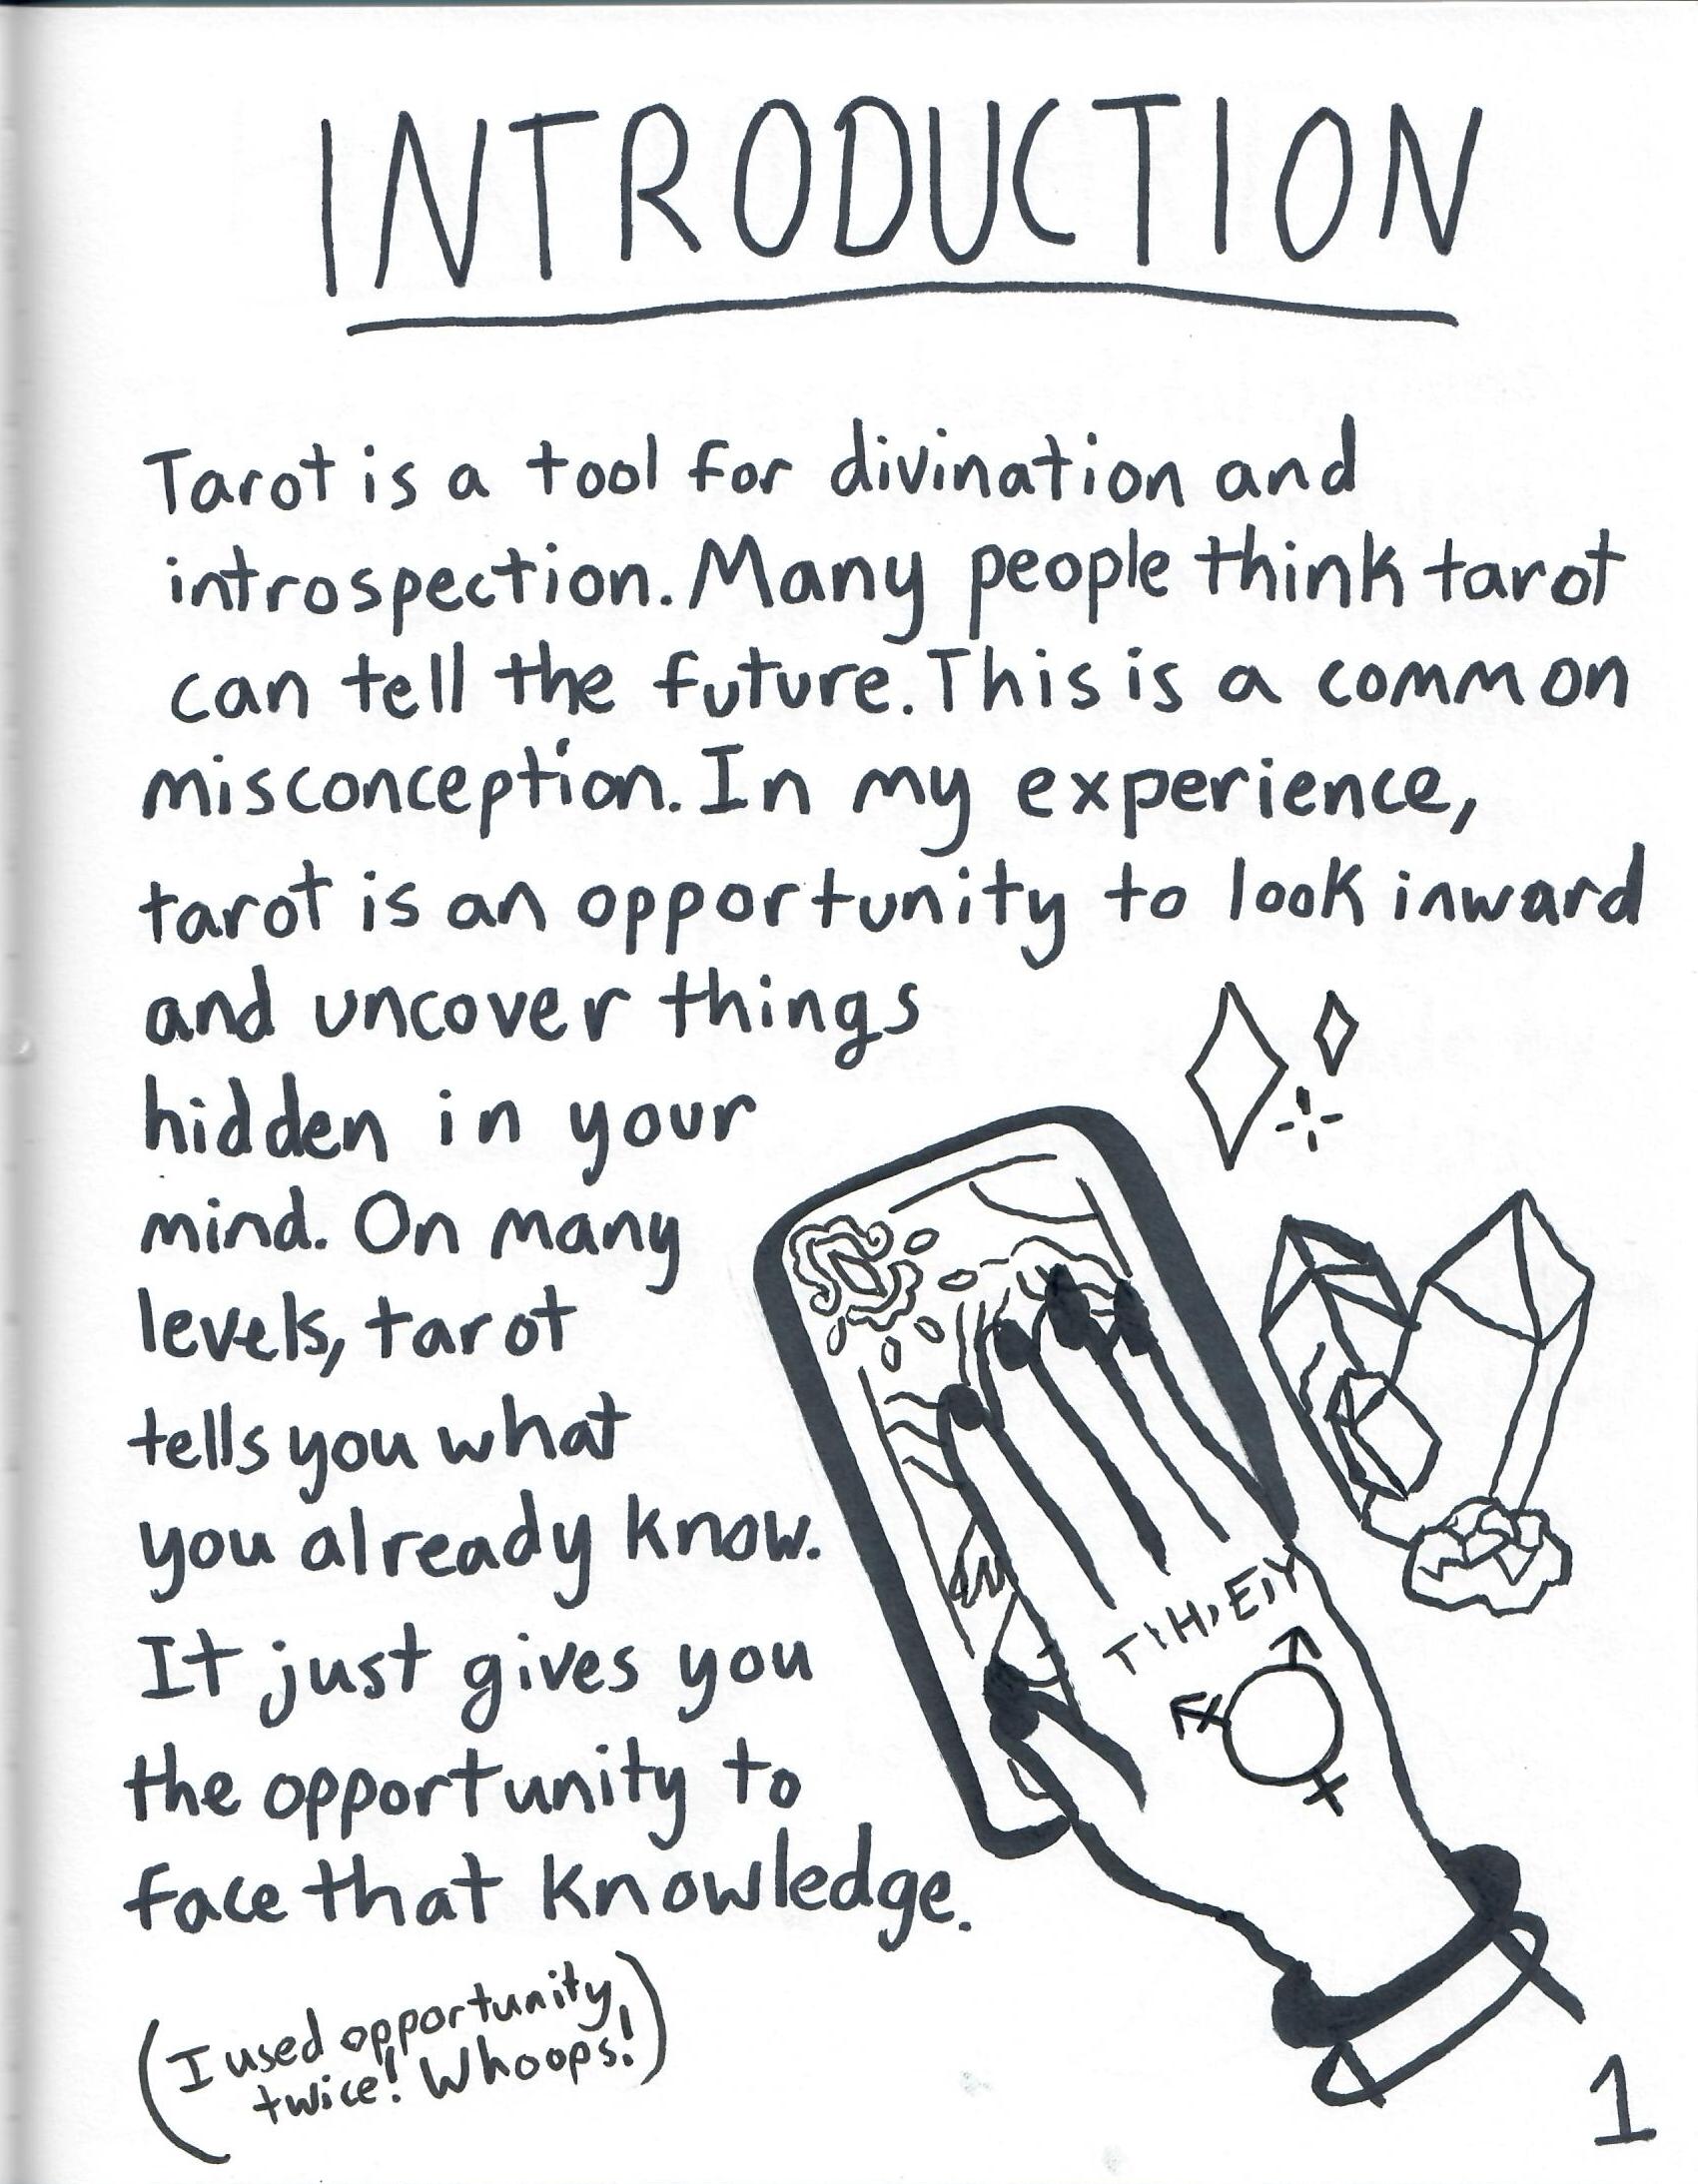 INTRODUCTION
Tarot is a tool for divination and
introspection. Many people think tarot
can tell the future. This is a common
misconception. In my experience,
tarot is an opportunity to look inward
and uncover things
hidden in your
mind. On many
levels, tarot
tells you what
you already know.
It just gives you
the opportunity to
face that knowledge.
(I used opportunity
twice! Whoops!)
THEY
1